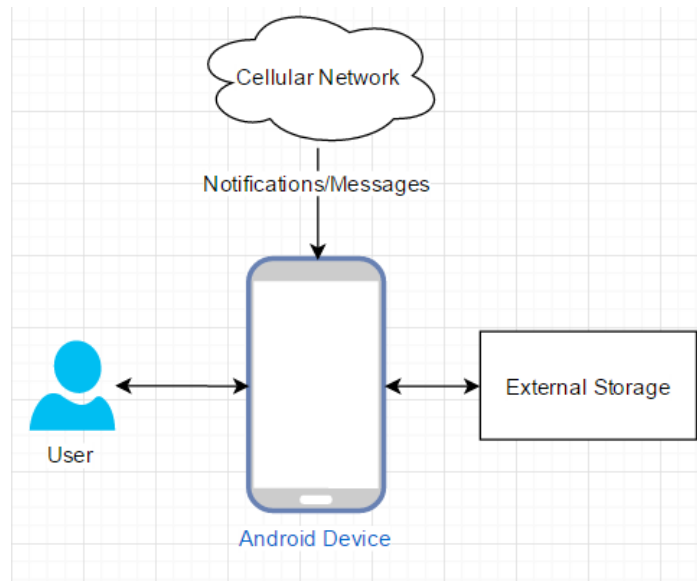 Cellular Network
Notifications/Messages
External Storage
User
Android Device